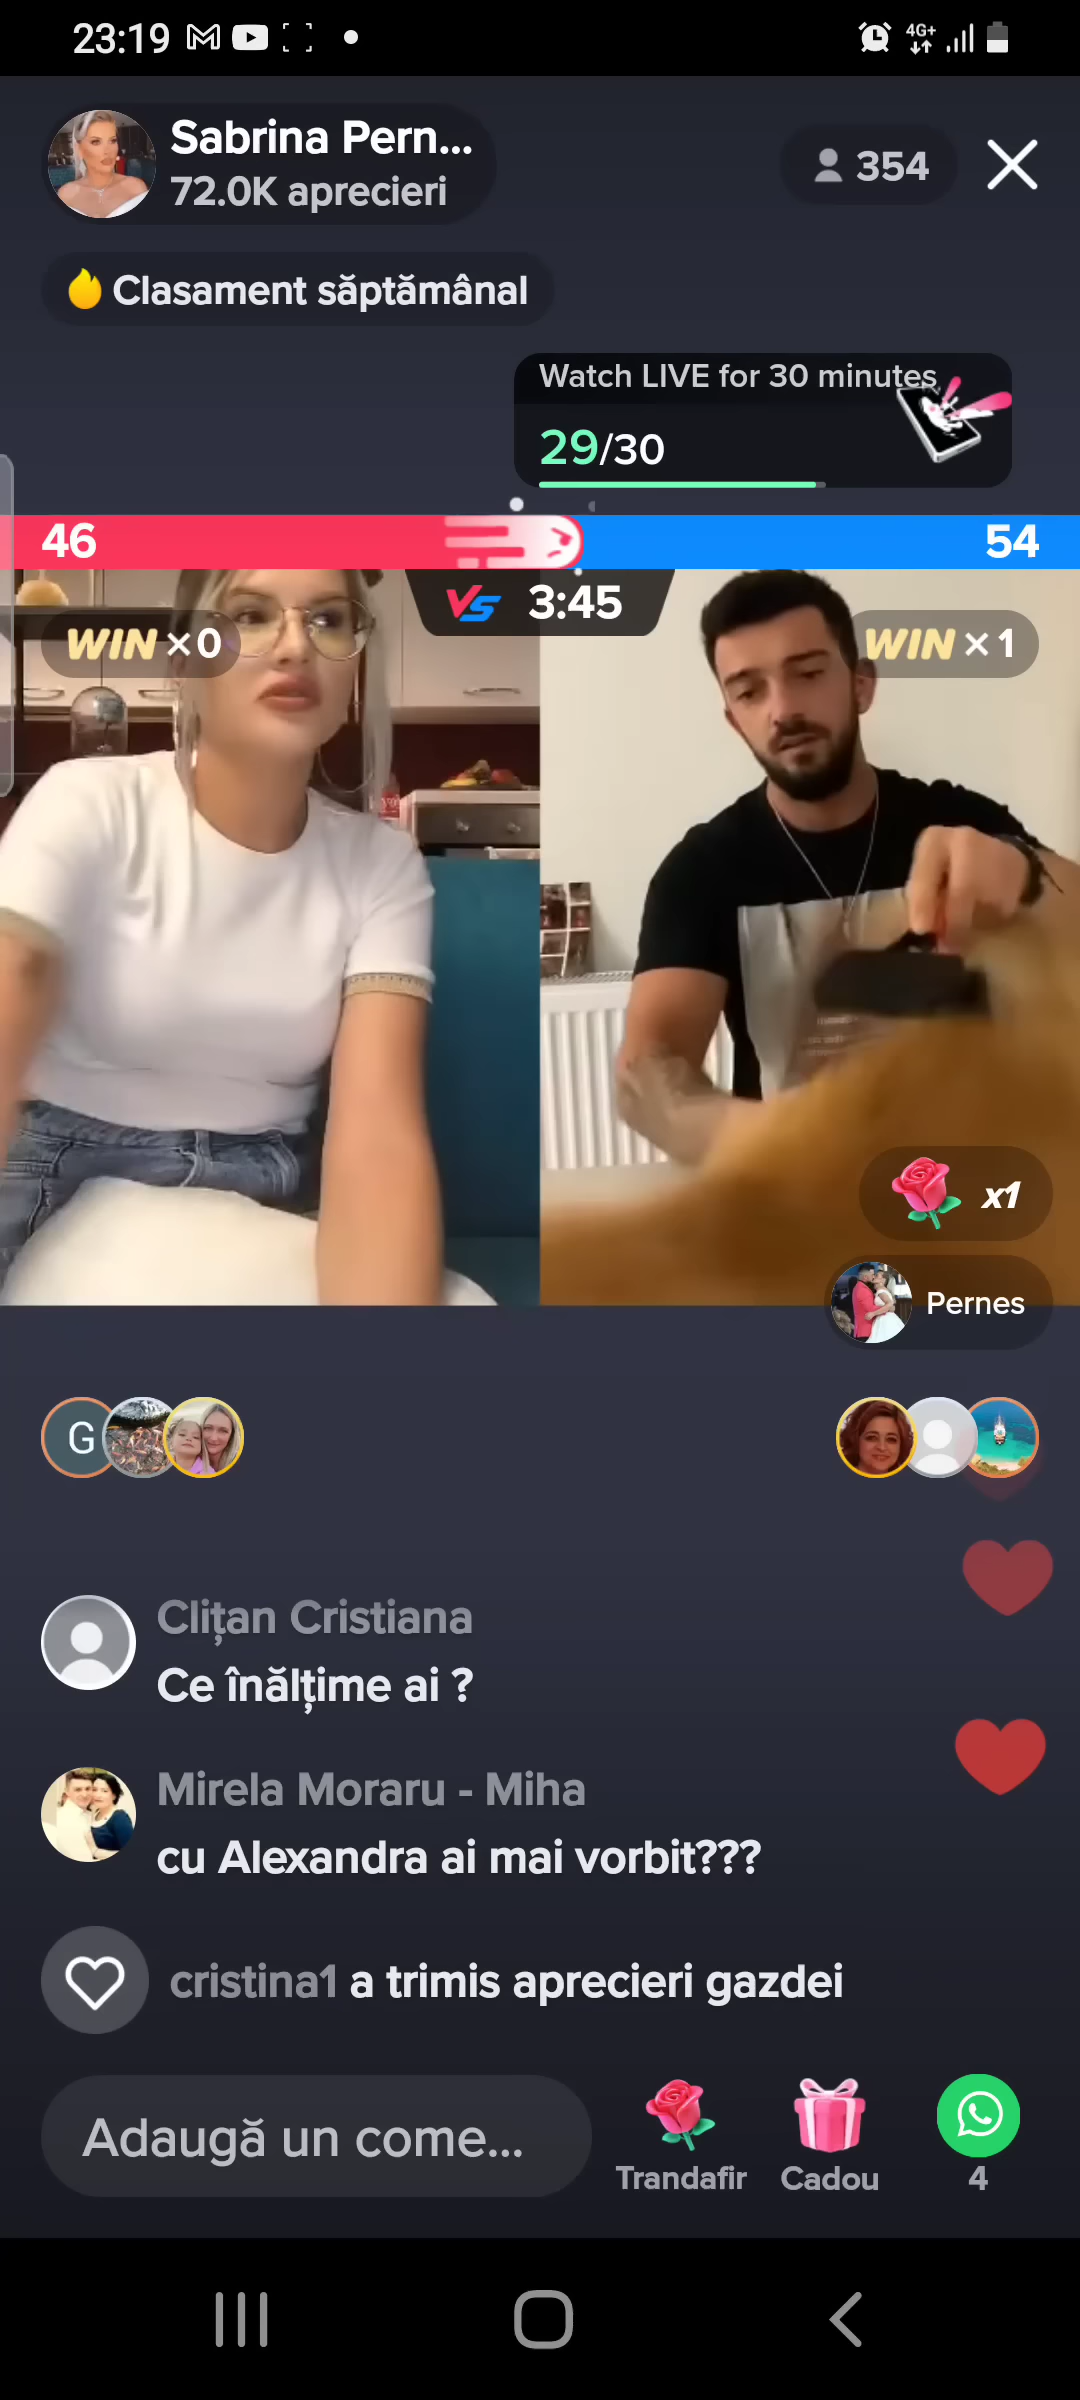 23:19
4G+
Sabrina Pern...
72.0K aprecieri
354
Clasament săptămânal
Watch LIVE for 30 minutes
29/30
46
54
VS 3:45
WIN ×0
WIN ×1
x1
Pernes
G
Clițan Cristiana
Ce înălțime ai ?
Mirela Moraru - Miha
cu Alexandra ai mai vorbit???
cristina1 a trimis aprecieri gazdei
Adaugă un come...
Trandafir
Cadou
4